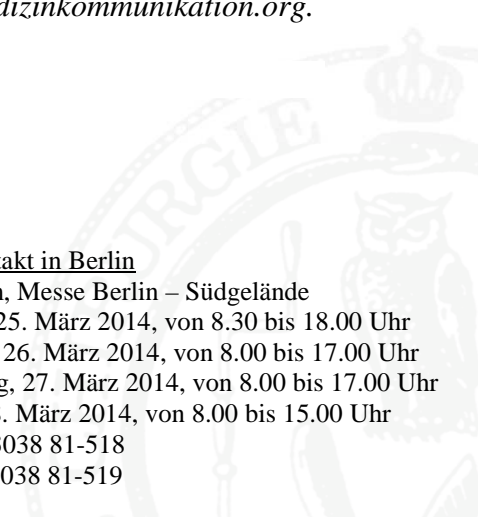 dizinkommunikation.org.
URGIE
takt in Berlin
, Messe Berlin – Südgelände
25. März 2014, von 8.30 bis 18.00 Uhr
26. März 2014, von 8.00 bis 17.00 Uhr
g, 27. März 2014, von 8.00 bis 17.00 Uhr
. März 2014, von 8.00 bis 15.00 Uhr
038 81-518
038 81-519